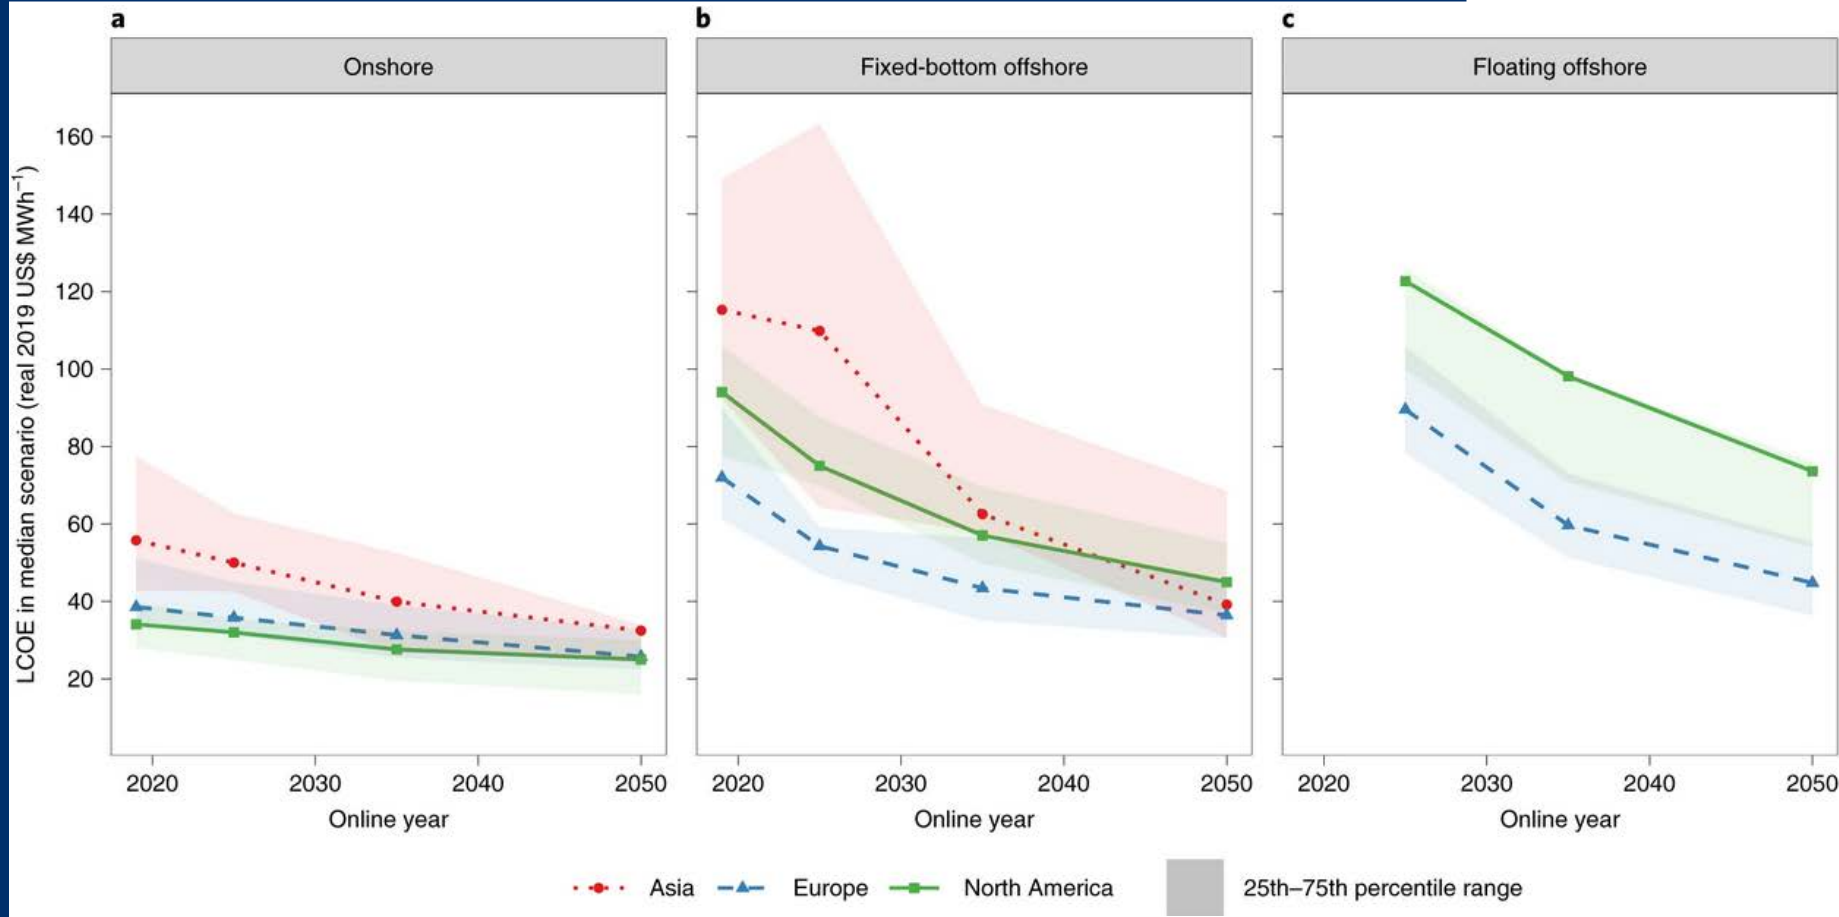 a
Onshore
b
Fixed-bottom offshore
c
Floating offshore
LCOE in median scenario (real 2019 US$ MWh⁻¹)
160
140
120
100
80
60
40
20
2020 2030 2040 2050
Online year
2020 2030 2040 2050
Online year
2020 2030 2040 2050
Online year
Asia Europe North America 25th–75th percentile range